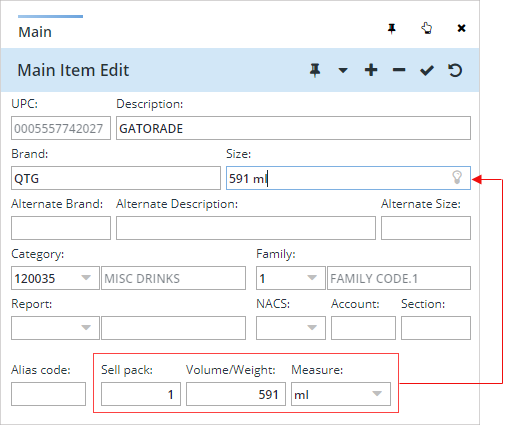 Main
Main Item Edit
UPC: Description:
0005557742027 GATORADE
Brand: Size:
QTG 591 ml
Alternate Brand: Alternate Description: Alternate Size:
Category: Family:
120035 MISC DRINKS 1 FAMILY CODE.1
Report: NACS: Account: Section:
Alias code: Sell pack: Volume/Weight: Measure:
1 591 ml